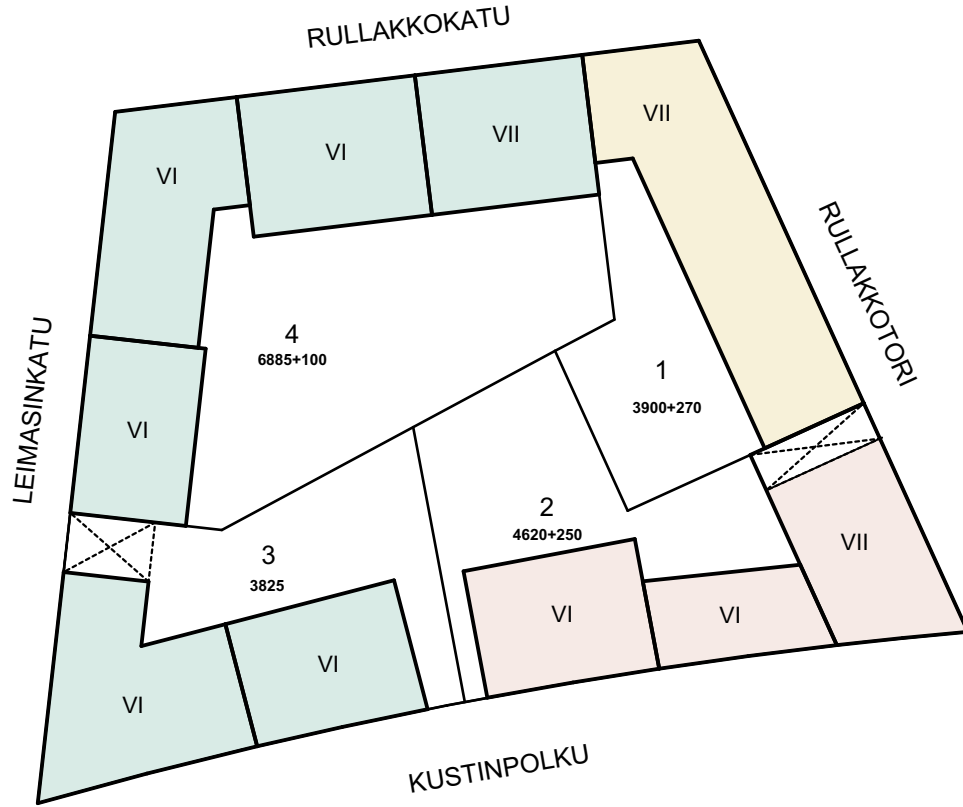 RULLAKKOKATU
VII
VI
VII
VI
RULLAKKOTORI
4
6885+100
1
3900+270
LEIMASINKATU
VI
2
4620+250
VII
3
3825
VI
VI
VI
VI
KUSTINPOLKU